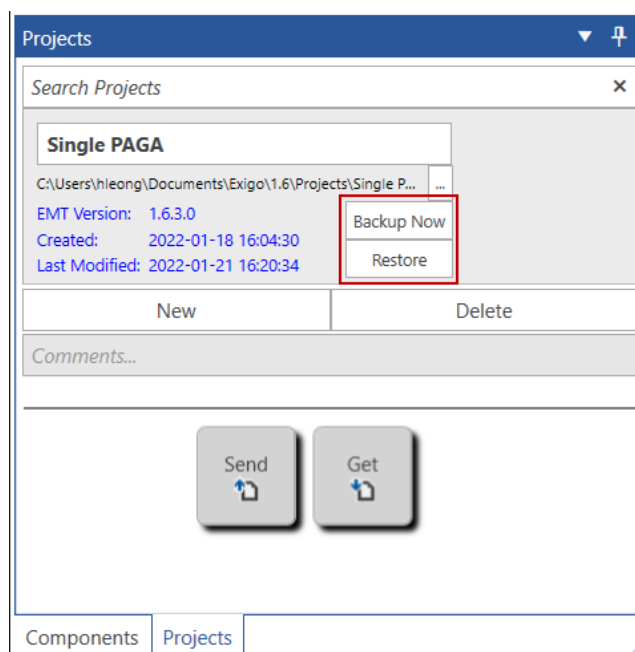 Projects
Search Projects
Single PAGA
C:\Users\hleong\Documents\Exigo\1.6\Projects\Single P... ...
EMT Version: 1.6.3.0
Backup Now
Created: 2022-01-18 16:04:30
Last Modified: 2022-01-21 16:20:34
Restore
New Delete
Comments...
Send Get
Components Projects